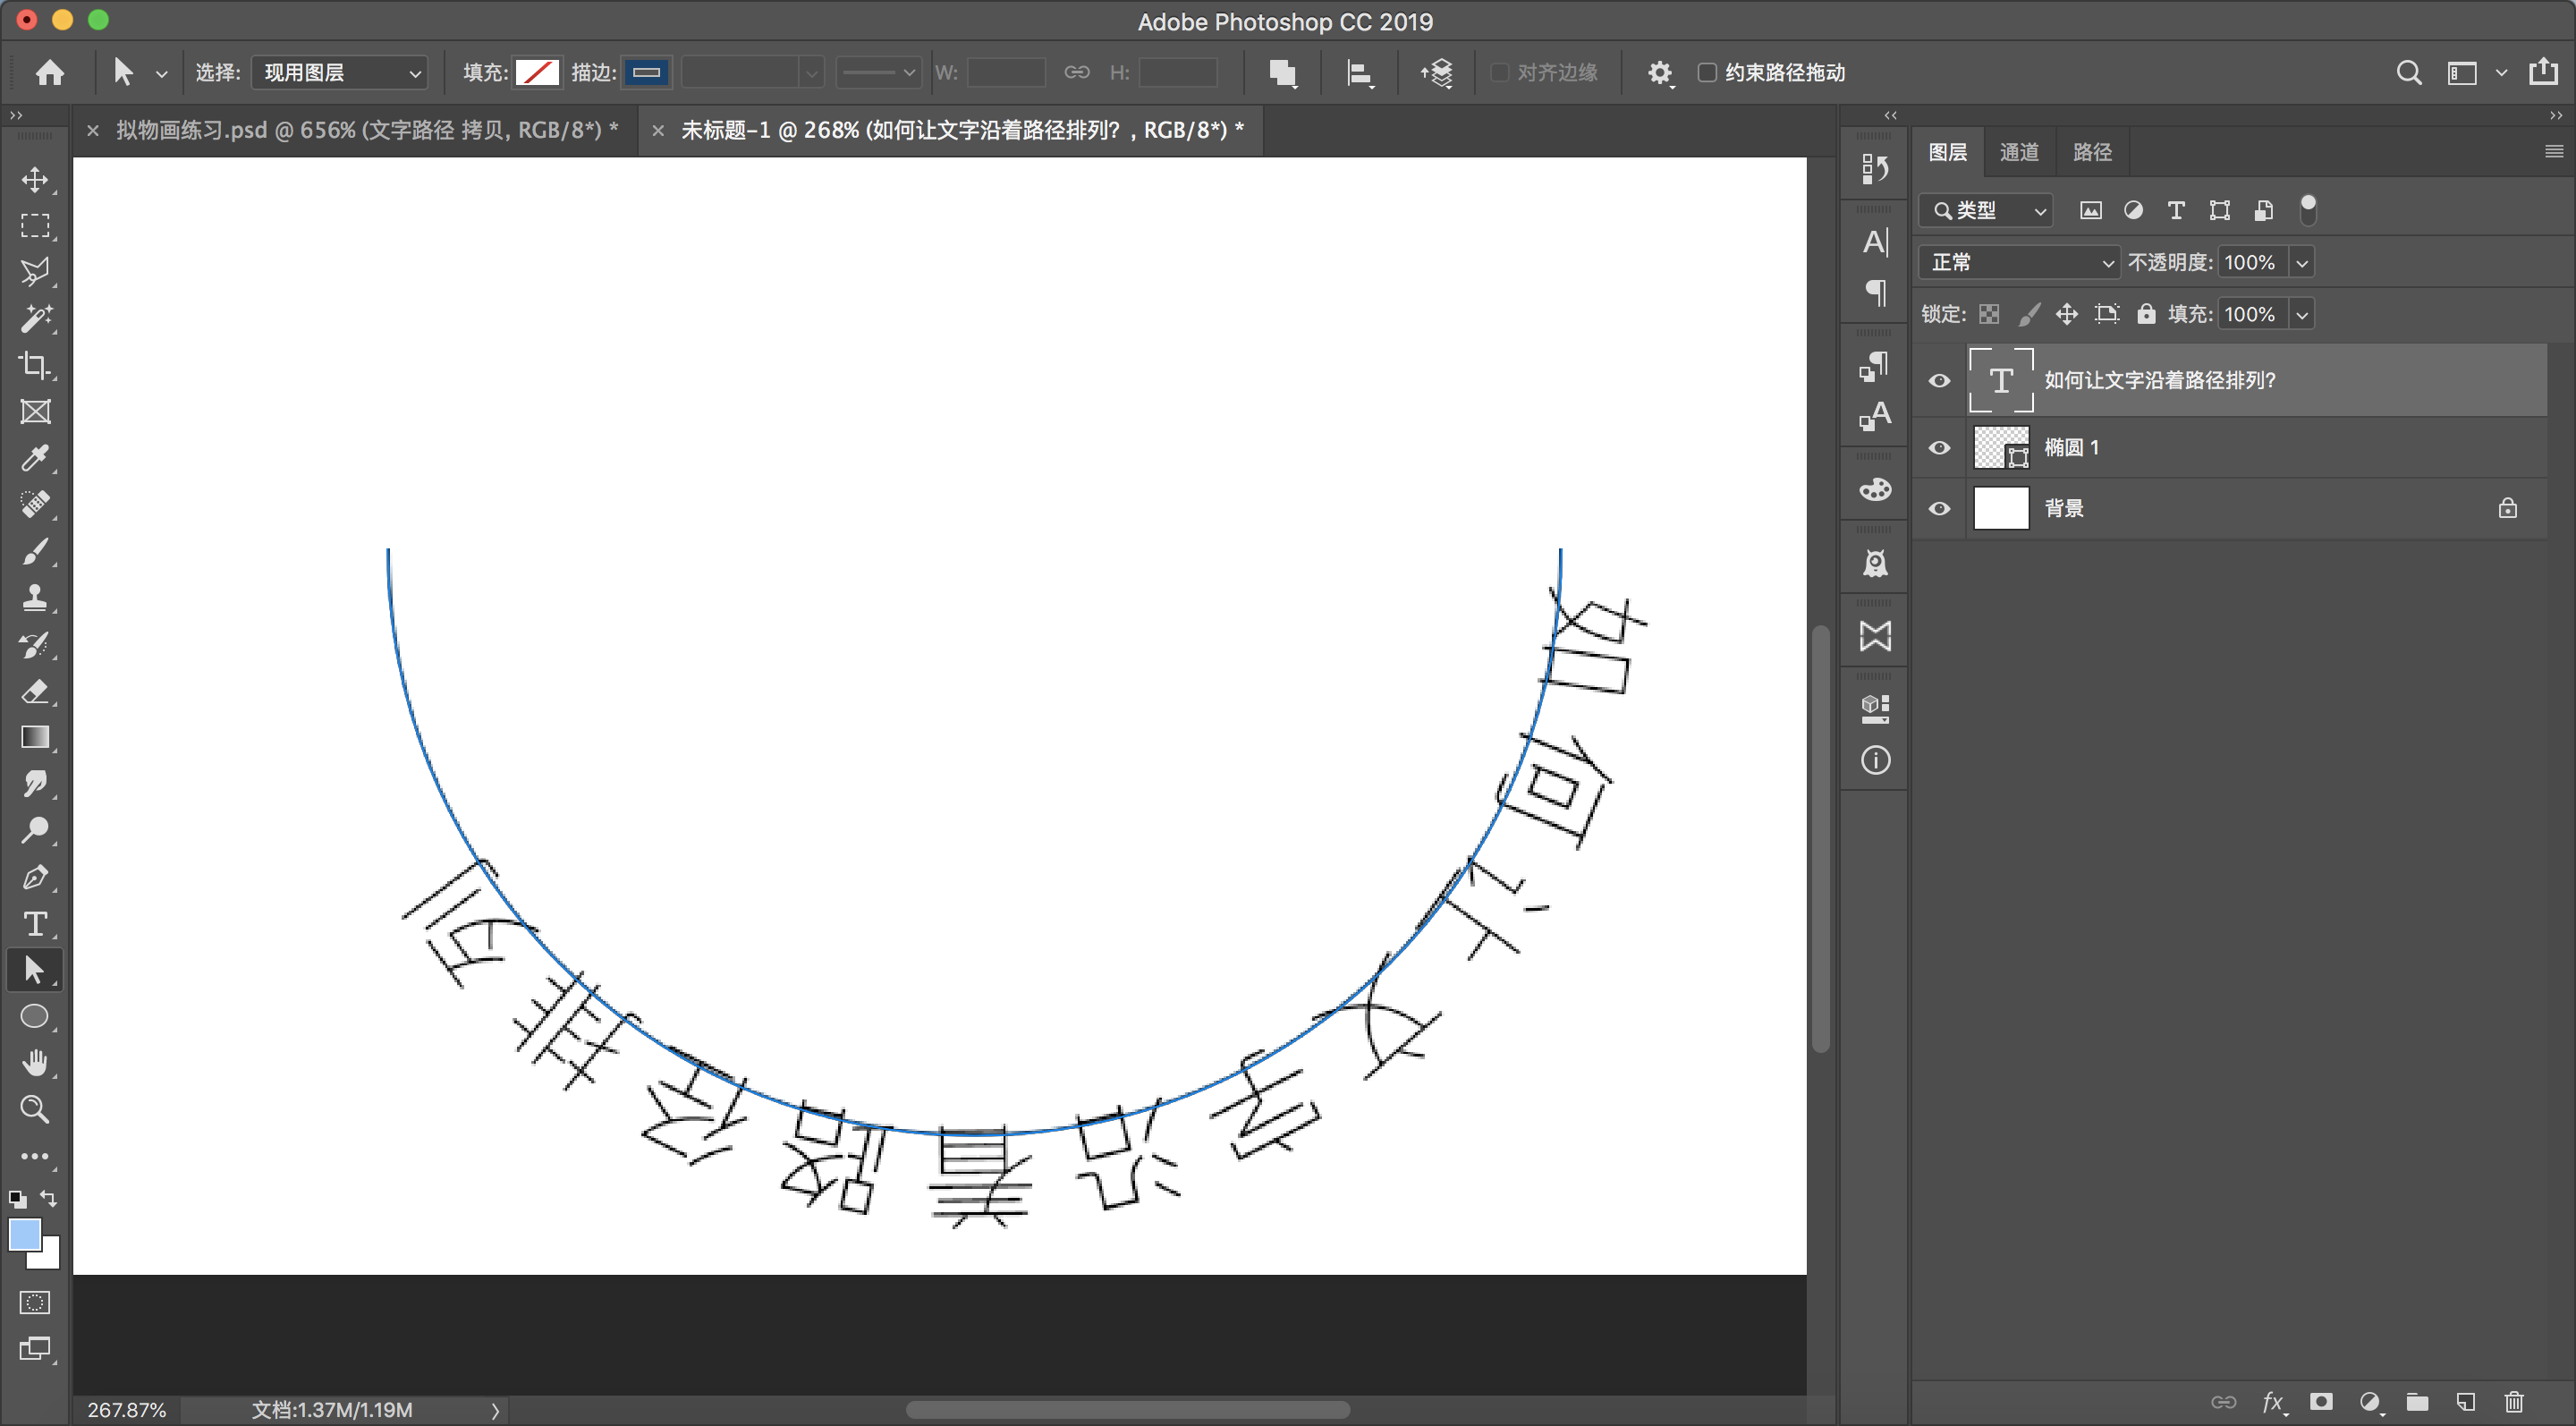 Adobe Photoshop CC 2019
选择: 现用图层 填充: 描边: W: H: 对齐边缘 约束路径拖动
拟物画练习.psd @ 656% (文字路径 拷贝, RGB/8*) *
未标题-1 @ 268% (如何让文字沿着路径排列? , RGB/8*) *
如何让文字沿着路径排列
267.87% 文档:1.37M/1.19M
图层 通道 路径
类型
正常 不透明度: 100%
锁定: 填充: 100%
T 如何让文字沿着路径排列?
椭圆 1
背景
fx